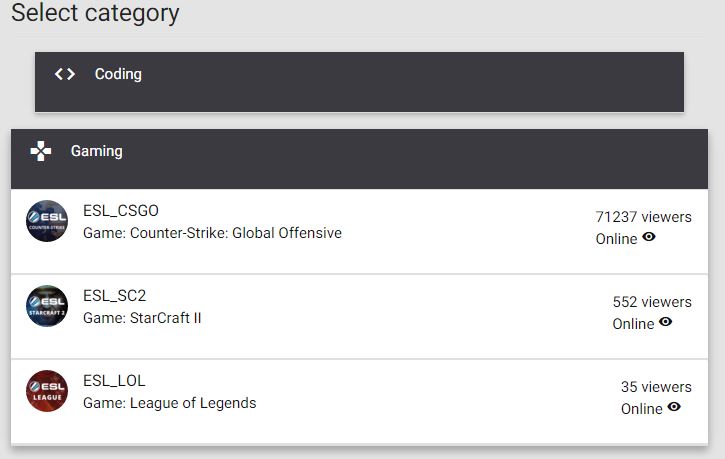 Select category
Coding
Gaming
ESL
COUNTER-STRIKE
ESL_CSGO
Game: Counter-Strike: Global Offensive
71237 viewers
Online
ESL
STARCRAFT 2
ESL_SC2
Game: StarCraft II
552 viewers
Online
ESL
LEAGUE
ESL_LOL
Game: League of Legends
35 viewers
Online